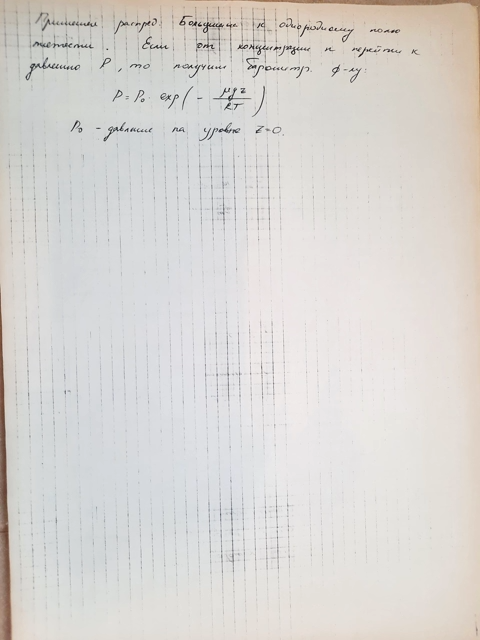 Применяем распред. Больцмана к однородному полю
тяжести. Если от концентрации n перейти к
давлению P, то получим барометр. ф-лу:
P = P₀ exp(- μgz / RT)
P₀ - давление на уровне z=0.